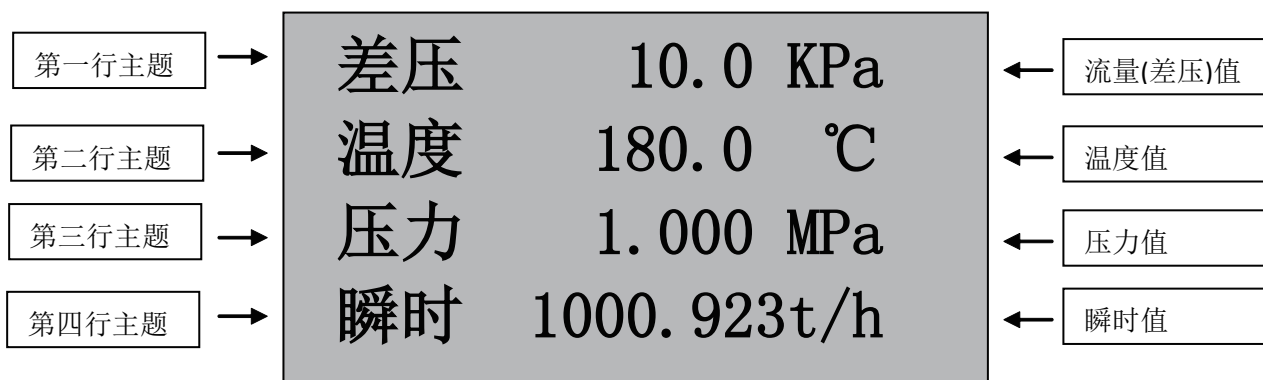 第一行主题 差压 10.0 KPa 流量(差压)值
第二行主题 温度 180.0 ℃ 温度值
第三行主题 压力 1.000 MPa 压力值
第四行主题 瞬时 1000.923t/h 瞬时值